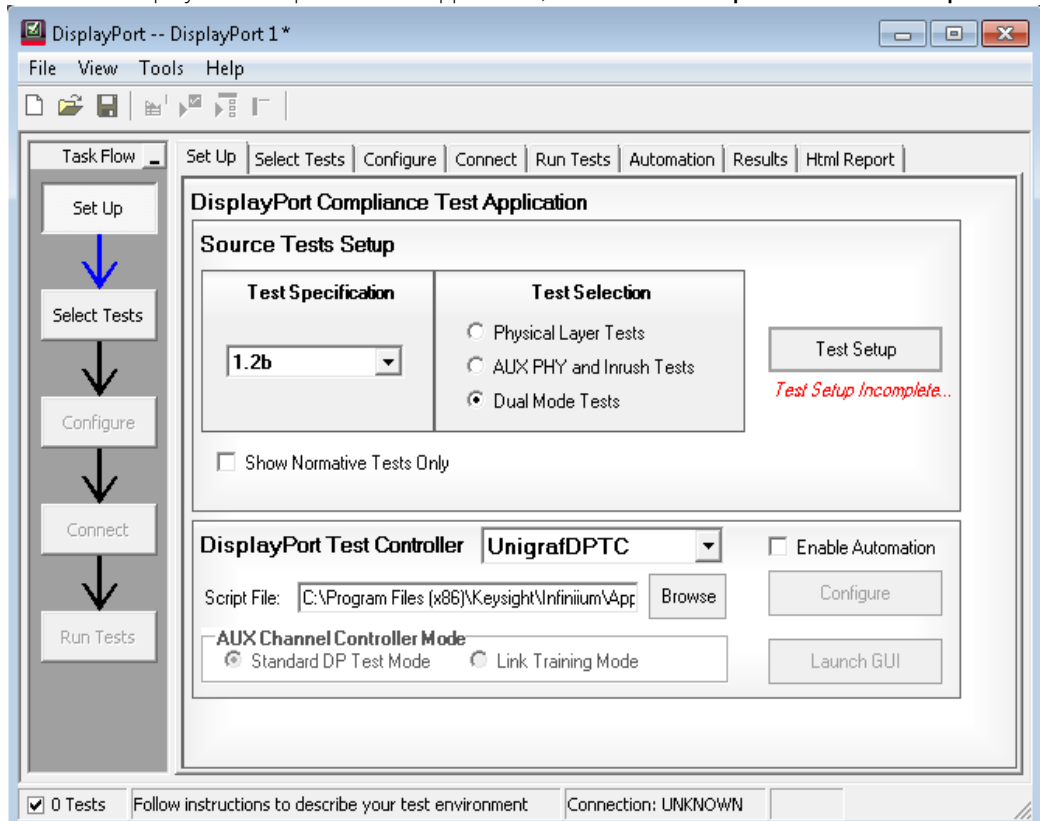 DisplayPort -- DisplayPort 1*
File View Tools Help
Task Flow
Set Up
Select Tests
Configure
Connect
Run Tests
Set Up Select Tests Configure Connect Run Tests Automation Results Html Report
DisplayPort Compliance Test Application
Source Tests Setup
Test Specification
1.2b
Test Selection
Physical Layer Tests
AUX PHY and Inrush Tests
Dual Mode Tests
Test Setup
Test Setup Incomplete...
Show Normative Tests Only
DisplayPort Test Controller UnigrafDPTC Enable Automation
Script File: C:\Program Files (x86)\Keysight\Infiniium\App Browse Configure
AUX Channel Controller Mode
Standard DP Test Mode Link Training Mode Launch GUI
0 Tests Follow instructions to describe your test environment Connection: UNKNOWN